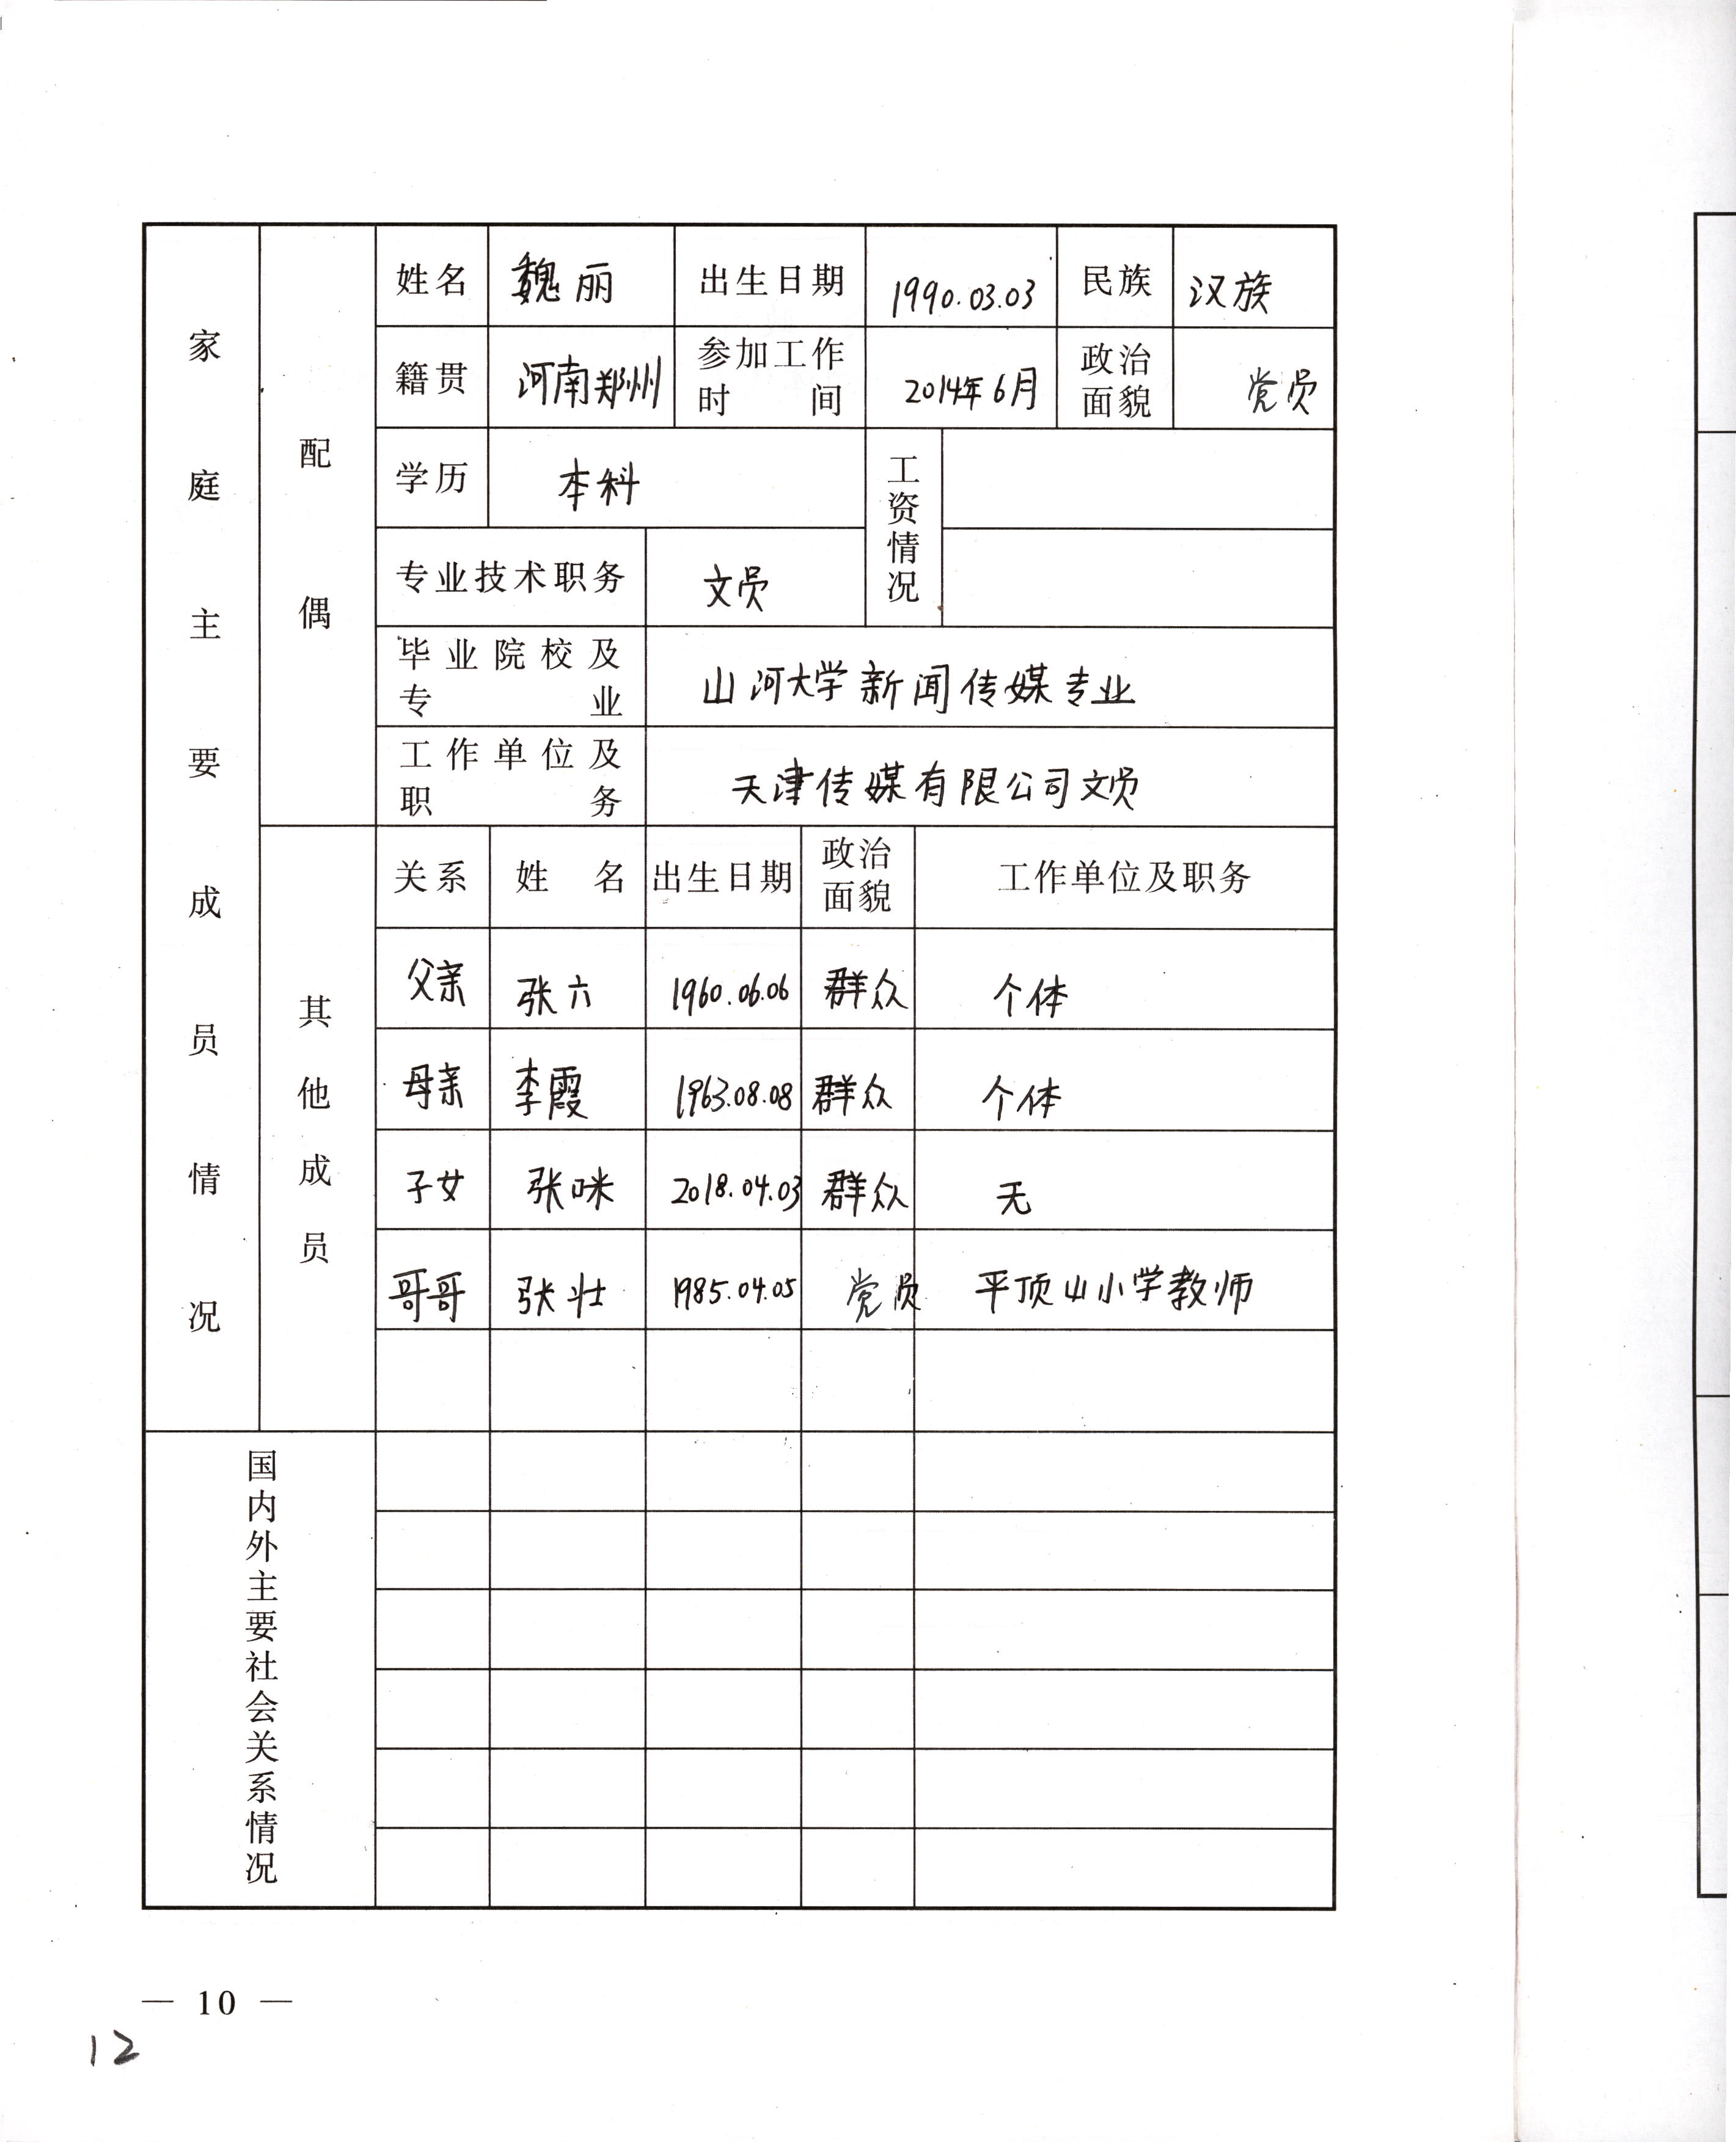 家庭主要成员情况
配偶
姓名 魏丽 出生日期 1990.03.03 民族 汉族
籍贯 河南郑州 参加工作时间 2014年6月 政治面貌 党员
学历 本科 工资情况
专业技术职务 文员
毕业院校及专业 山河大学新闻传媒专业
工作单位及职务 天津传媒有限公司文员
其他成员
关系 姓名 出生日期 政治面貌 工作单位及职务
父亲 张六 1960.06.06 群众 个体
母亲 李霞 1963.08.08 群众 个体
子女 张咪 2018.04.03 群众 无
哥哥 张壮 1985.04.05 党员 平顶山小学教师
国内外主要社会关系情况
— 10 —
12